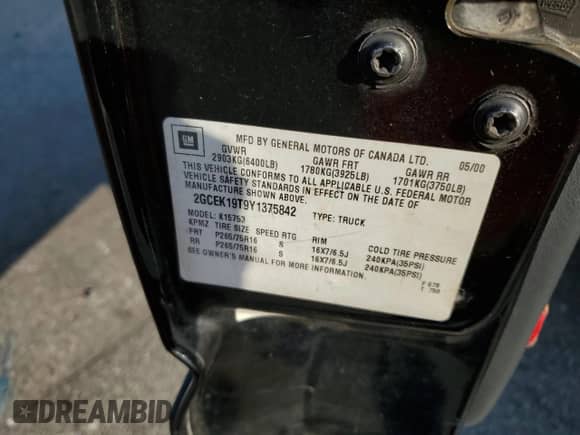 GM
MFD BY GENERAL MOTORS OF CANADA LTD. 05/00
GVWR GAWR FRT GAWR RR
2903KG(6400LB) 1780KG(3925LB) 1701KG(3750LB)
THIS VEHICLE CONFORMS TO ALL APPLICABLE U.S. FEDERAL MOTOR
VEHICLE SAFETY STANDARDS IN EFFECT ON THE DATE OF
MANUFACTURE SHOWN ABOVE.
2GCEK19T9Y1375842 TYPE: TRUCK
MODEL: K15753
KPMZ TIRE SIZE SPEED RTG RIM COLD TIRE PRESSURE
FRT P265/75R16 S 16X7/6.5J 240KPA(35PSI)
RR P265/75R16 S 16X7/6.5J 240KPA(35PSI)
SEE OWNER'S MANUAL FOR MORE INFORMATION.
DREAMBID